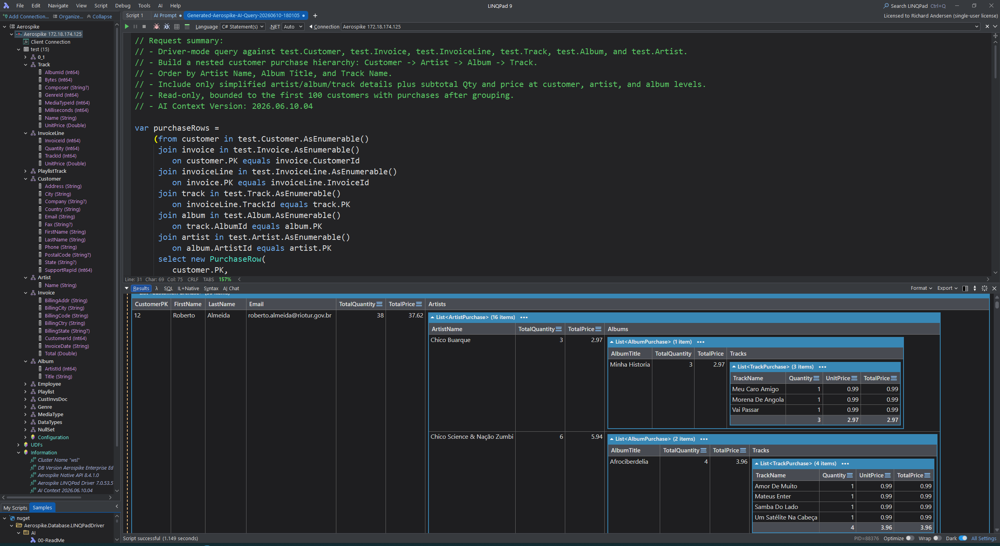 File Edit Navigate View Script Debug Tools AI Help
LINQPad 9
Search LINQPad Ctrl+Q
Add Connection... Organize... Collapse
Script 1 AI Prompt Generated-Aerospike-AI-Query-20260610-180105
Licensed to Richard Andersen (single-user license)
Language C# Statement(s) .NET Auto Connection Aerospike 172.18.174.125
Aerospike
Aerospike 172.18.174.125
Client Connection
test (15)
0_1
Track
AlbumId (Int64)
Bytes (Int64)
Composer (String?)
GenreId (Int64)
MediaTypeId (Int64)
Milliseconds (Int64)
Name (String)
UnitPrice (Double)
InvoiceLine
InvoiceId (Int64)
Quantity (Int64)
TrackId (Int64)
UnitPrice (Double)
PlaylistTrack
Customer
Address (String)
City (String)
Company (String?)
Country (String)
Email (String)
Fax (String?)
FirstName (String)
LastName (String)
Phone (String)
PostalCode (String?)
State (String?)
SupportRepId (Int64)
Artist
Name (String)
Invoice
BillingAddr (String)
BillingCity (String)
BillingCode (String)
BillingCtry (String)
BillingState (String?)
CustomerId (Int64)
InvoiceDate (String)
Total (Double)
Album
ArtistId (Int64)
Title (String)
Employee
Playlist
CustInvsDoc
Genre
MediaType
DataTypes
NullSet
Configuration
UDFs
Information
Cluster Name "wsl"
DB Version Aerospike Enterprise Ed
Aerospike Native API 8.4.1.0
Aerospike LINQPad Driver 7.0.53.5
AI Context 2026.06.10.04
My Scripts Samples
nuget
Aerospike.Database.LINQPadDriver
AI
00-ReadMe
// Request summary:
// - Driver-mode query against test.Customer, test.Invoice, test.InvoiceLine, test.Track, test.Album, and test.Artist.
// - Build a nested customer purchase hierarchy: Customer -> Artist -> Album -> Track.
// - Order by Artist Name, Album Title, and Track Name.
// - Include only simplified artist/album/track details plus subtotal Qty and price at customer, artist, and album levels.
// - Read-only, bounded to the first 100 customers with purchases after grouping.
// - AI Context Version: 2026.06.10.04
var purchaseRows =
(from customer in test.Customer.AsEnumerable()
join invoice in test.Invoice.AsEnumerable()
on customer.PK equals invoice.CustomerId
join invoiceLine in test.InvoiceLine.AsEnumerable()
on invoice.PK equals invoiceLine.InvoiceId
join track in test.Track.AsEnumerable()
on invoiceLine.TrackId equals track.PK
join album in test.Album.AsEnumerable()
on track.AlbumId equals album.PK
join artist in test.Artist.AsEnumerable()
on album.ArtistId equals artist.PK
select new PurchaseRow(
customer.PK,
Line: 31 Char: 69 Col: 75 CRLF TABS 157%
Results λ SQL IL+Native Syntax AI Chat
Format Export
CustomerPK FirstName LastName Email TotalQuantity TotalPrice Artists
12 Roberto Almeida roberto.almeida@riotur.gov.br 38 37.62
List<ArtistPurchase> (16 items) •••
ArtistName TotalQuantity TotalPrice Albums
Chico Buarque 3 2.97
List<AlbumPurchase> (1 item) •••
AlbumTitle TotalQuantity TotalPrice Tracks
Minha Historia 3 2.97
List<TrackPurchase> (3 items) •••
TrackName Quantity UnitPrice TotalPrice
Meu Caro Amigo 1 0.99 0.99
Morena De Angola 1 0.99 0.99
Vai Passar 1 0.99 0.99
3 2.97 2.97
Chico Science & Nação Zumbi 6 5.94
List<AlbumPurchase> (2 items) •••
AlbumTitle TotalQuantity TotalPrice Tracks
Afrociberdelia 4 3.96
List<TrackPurchase> (4 items) •••
TrackName Quantity UnitPrice TotalPrice
Amor De Muito 1 0.99 0.99
Mateus Enter 1 0.99 0.99
Samba Do Lado 1 0.99 0.99
Um Satélite Na Cabeça 1 0.99 0.99
4 3.96 3.96
Script successful (1.149 seconds)
PID=88376 Optimize Wrap Dark All Settings